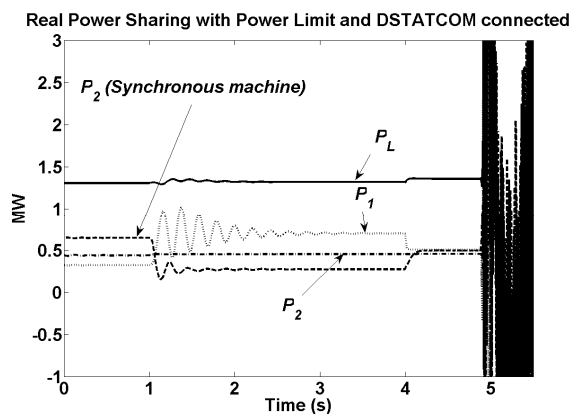 Real Power Sharing with Power Limit and DSTATCOM connected
3
2.5
2
1.5
1
0.5
0
-0.5
-1
MW
P2 (Synchronous machine)
PL
P1
P2
0 1 2 3 4 5
Time (s)